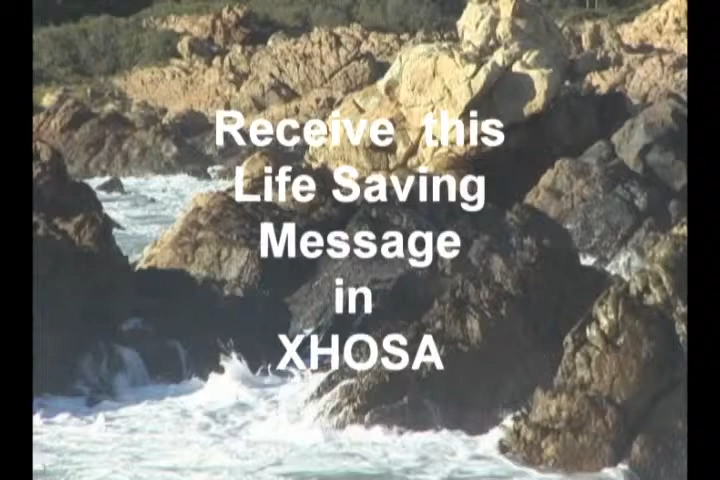 Receive this
Life Saving
Message
in
XHOSA